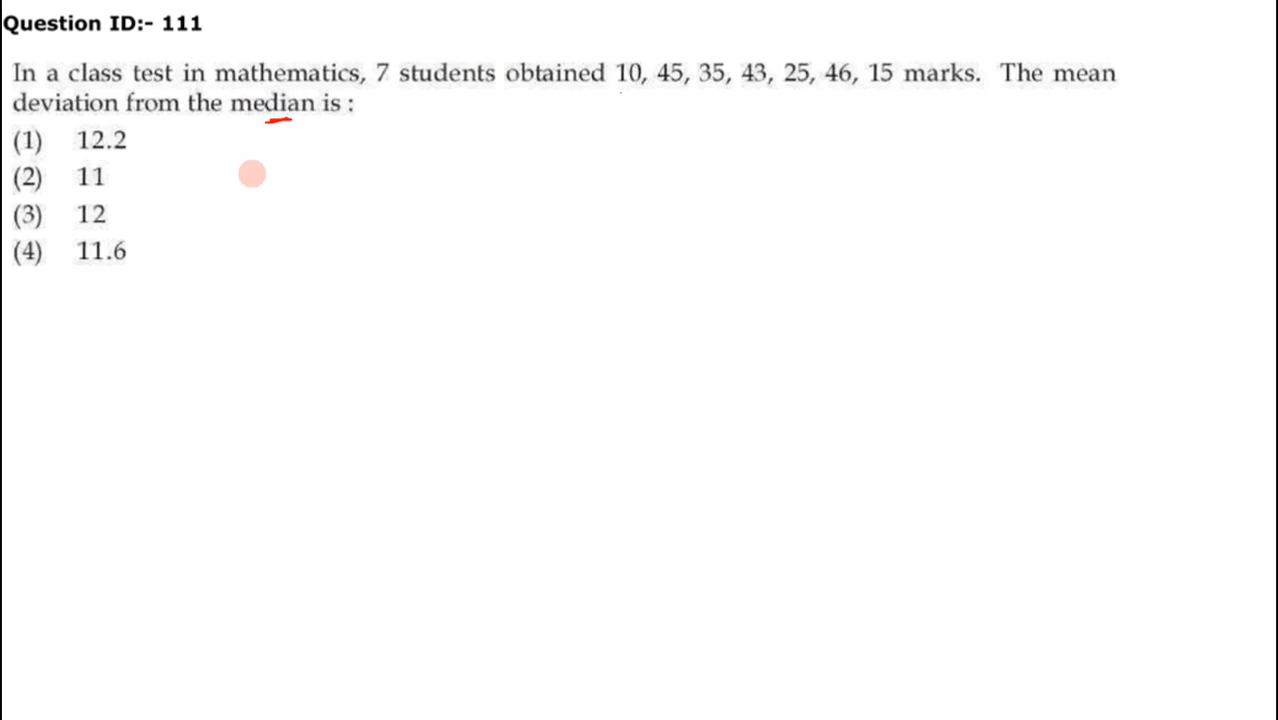 Question ID:- 111
In a class test in mathematics, 7 students obtained 10, 45, 35, 43, 25, 46, 15 marks. The mean
deviation from the median is :
(1) 12.2
(2) 11
(3) 12
(4) 11.6